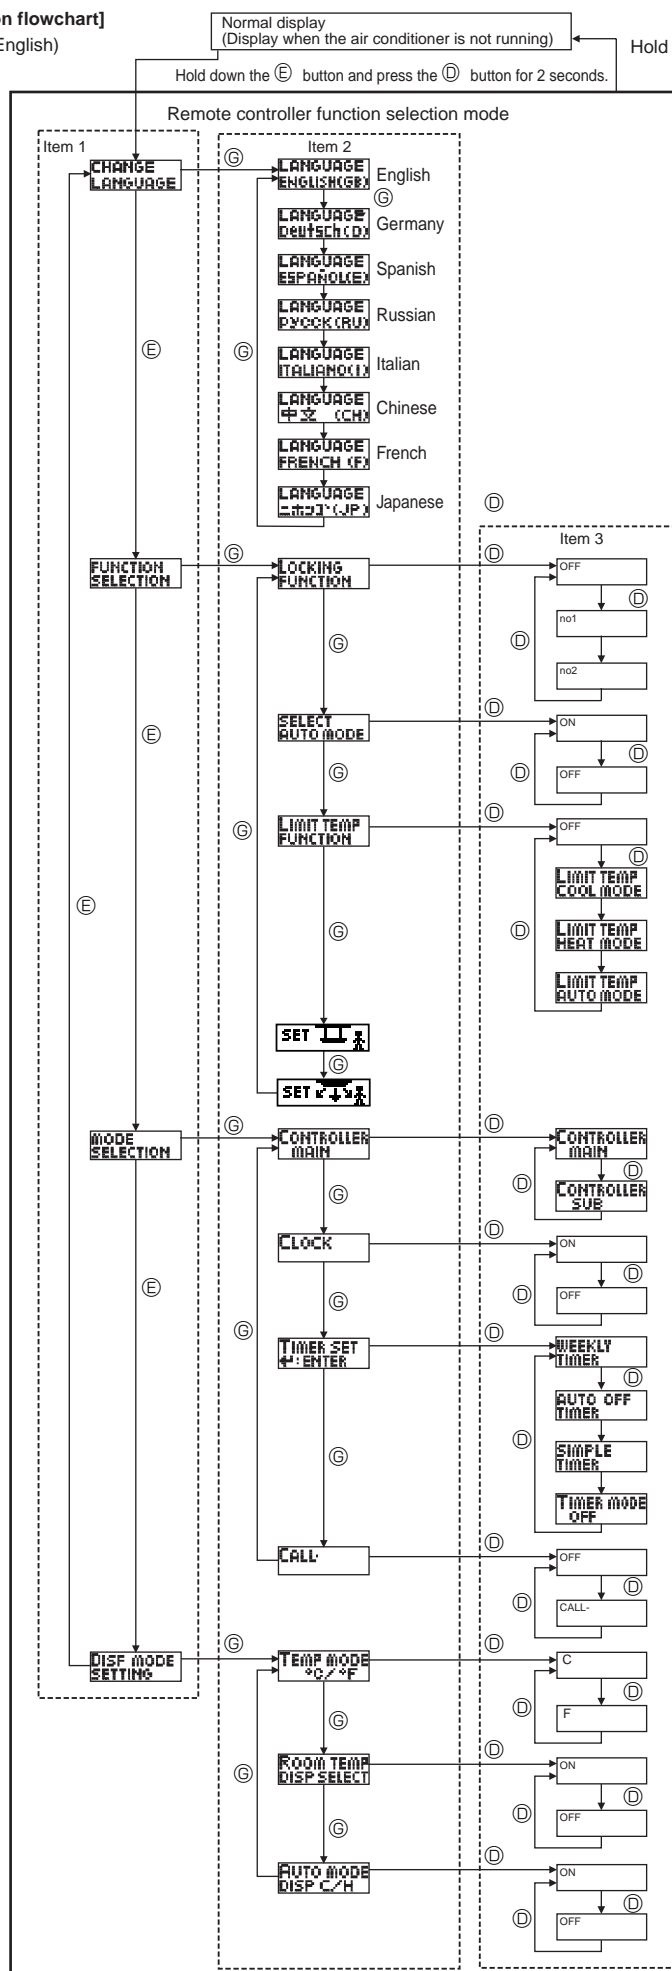 on flowchart]
English)
Normal display
(Display when the air conditioner is not running)
Hold
Hold down the Ⓔ button and press the Ⓓ button for 2 seconds.
Remote controller function selection mode
Item 1
Item 2
CHANGE
LANGUAGE
Ⓖ
LANGUAGE
ENGLISH(GB)
English
Ⓖ
LANGUAGE
Deutsch(D)
Germany
LANGUAGE
ESPAÑOL(E)
Spanish
LANGUAGE
РУССК(RU)
Russian
Ⓔ
Ⓖ
LANGUAGE
ITALIANO(I)
Italian
LANGUAGE
中文 (CH)
Chinese
LANGUAGE
FRENCH (F)
French
LANGUAGE
ニホンゴ(JP)
Japanese
Ⓓ
Item 3
FUNCTION
SELECTION
Ⓖ
LOCKING
FUNCTION
Ⓓ
OFF
Ⓓ
no1
Ⓓ
Ⓖ
no2
SELECT
AUTO MODE
Ⓓ
ON
Ⓔ
Ⓓ
Ⓓ
Ⓖ
OFF
Ⓖ
LIMIT TEMP
FUNCTION
Ⓓ
OFF
Ⓓ
LIMIT TEMP
COOL MODE
Ⓔ
Ⓖ
Ⓓ
LIMIT TEMP
HEAT MODE
LIMIT TEMP
AUTO MODE
SET
Ⓖ
SET
MODE
SELECTION
Ⓖ
CONTROLLER
MAIN
Ⓓ
CONTROLLER
MAIN
Ⓓ
Ⓓ
Ⓖ
CONTROLLER
SUB
CLOCK
Ⓓ
ON
Ⓔ
Ⓓ
Ⓓ
Ⓖ
OFF
Ⓖ
TIMER SET
↵:ENTER
Ⓓ
WEEKLY
TIMER
Ⓓ
AUTO OFF
TIMER
Ⓓ
Ⓖ
SIMPLE
TIMER
TIMER MODE
OFF
CALL-
Ⓓ
OFF
Ⓓ
Ⓓ
CALL-
DISP MODE
SETTING
Ⓖ
TEMP MODE
°C/°F
Ⓓ
C
Ⓓ
Ⓓ
Ⓖ
F
ROOM TEMP
DISP SELECT
Ⓓ
ON
Ⓖ
Ⓓ
Ⓓ
Ⓖ
OFF
AUTO MODE
DISP C/H
Ⓓ
ON
Ⓓ
Ⓓ
OFF